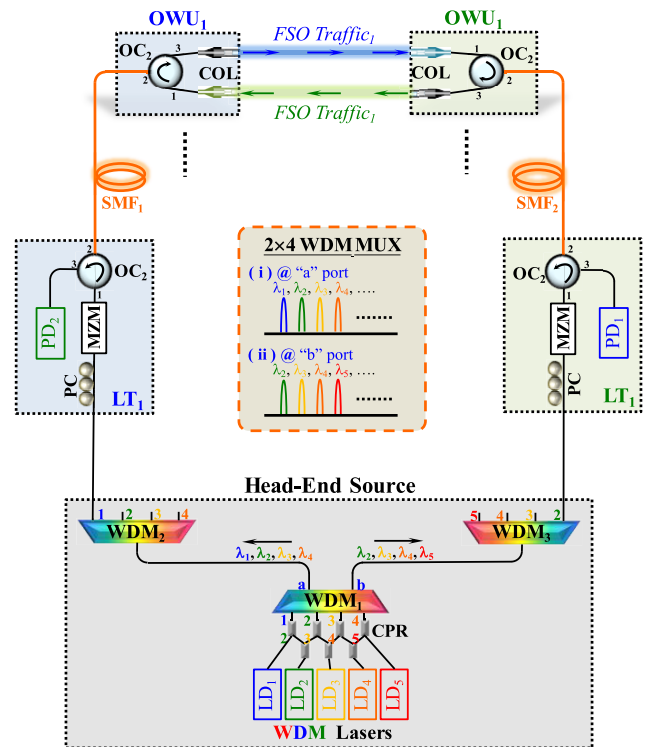 OWU1
OWU1
FSO Traffic1
OC2
3
2
1
COL
COL
1
2
3
OC2
FSO Traffic1
SMF1
SMF2
2×4 WDM MUX
( i ) @ “a” port
λ1, λ2, λ3, λ4, ....
( ii ) @ “b” port
λ2, λ3, λ4, λ5, ....
2
3
1
OC2
PD2
MZM
PC
LT1
2
3
1
OC2
MZM
PD1
PC
LT1
Head-End Source
1 2 3 4
WDM2
5 4 3 2
WDM3
λ1, λ2, λ3, λ4
λ2, λ3, λ4, λ5
a b
WDM1
1 2 3 4
CPR
2 3 4 5
LD1 LD2 LD3 LD4 LD5
WDM Lasers